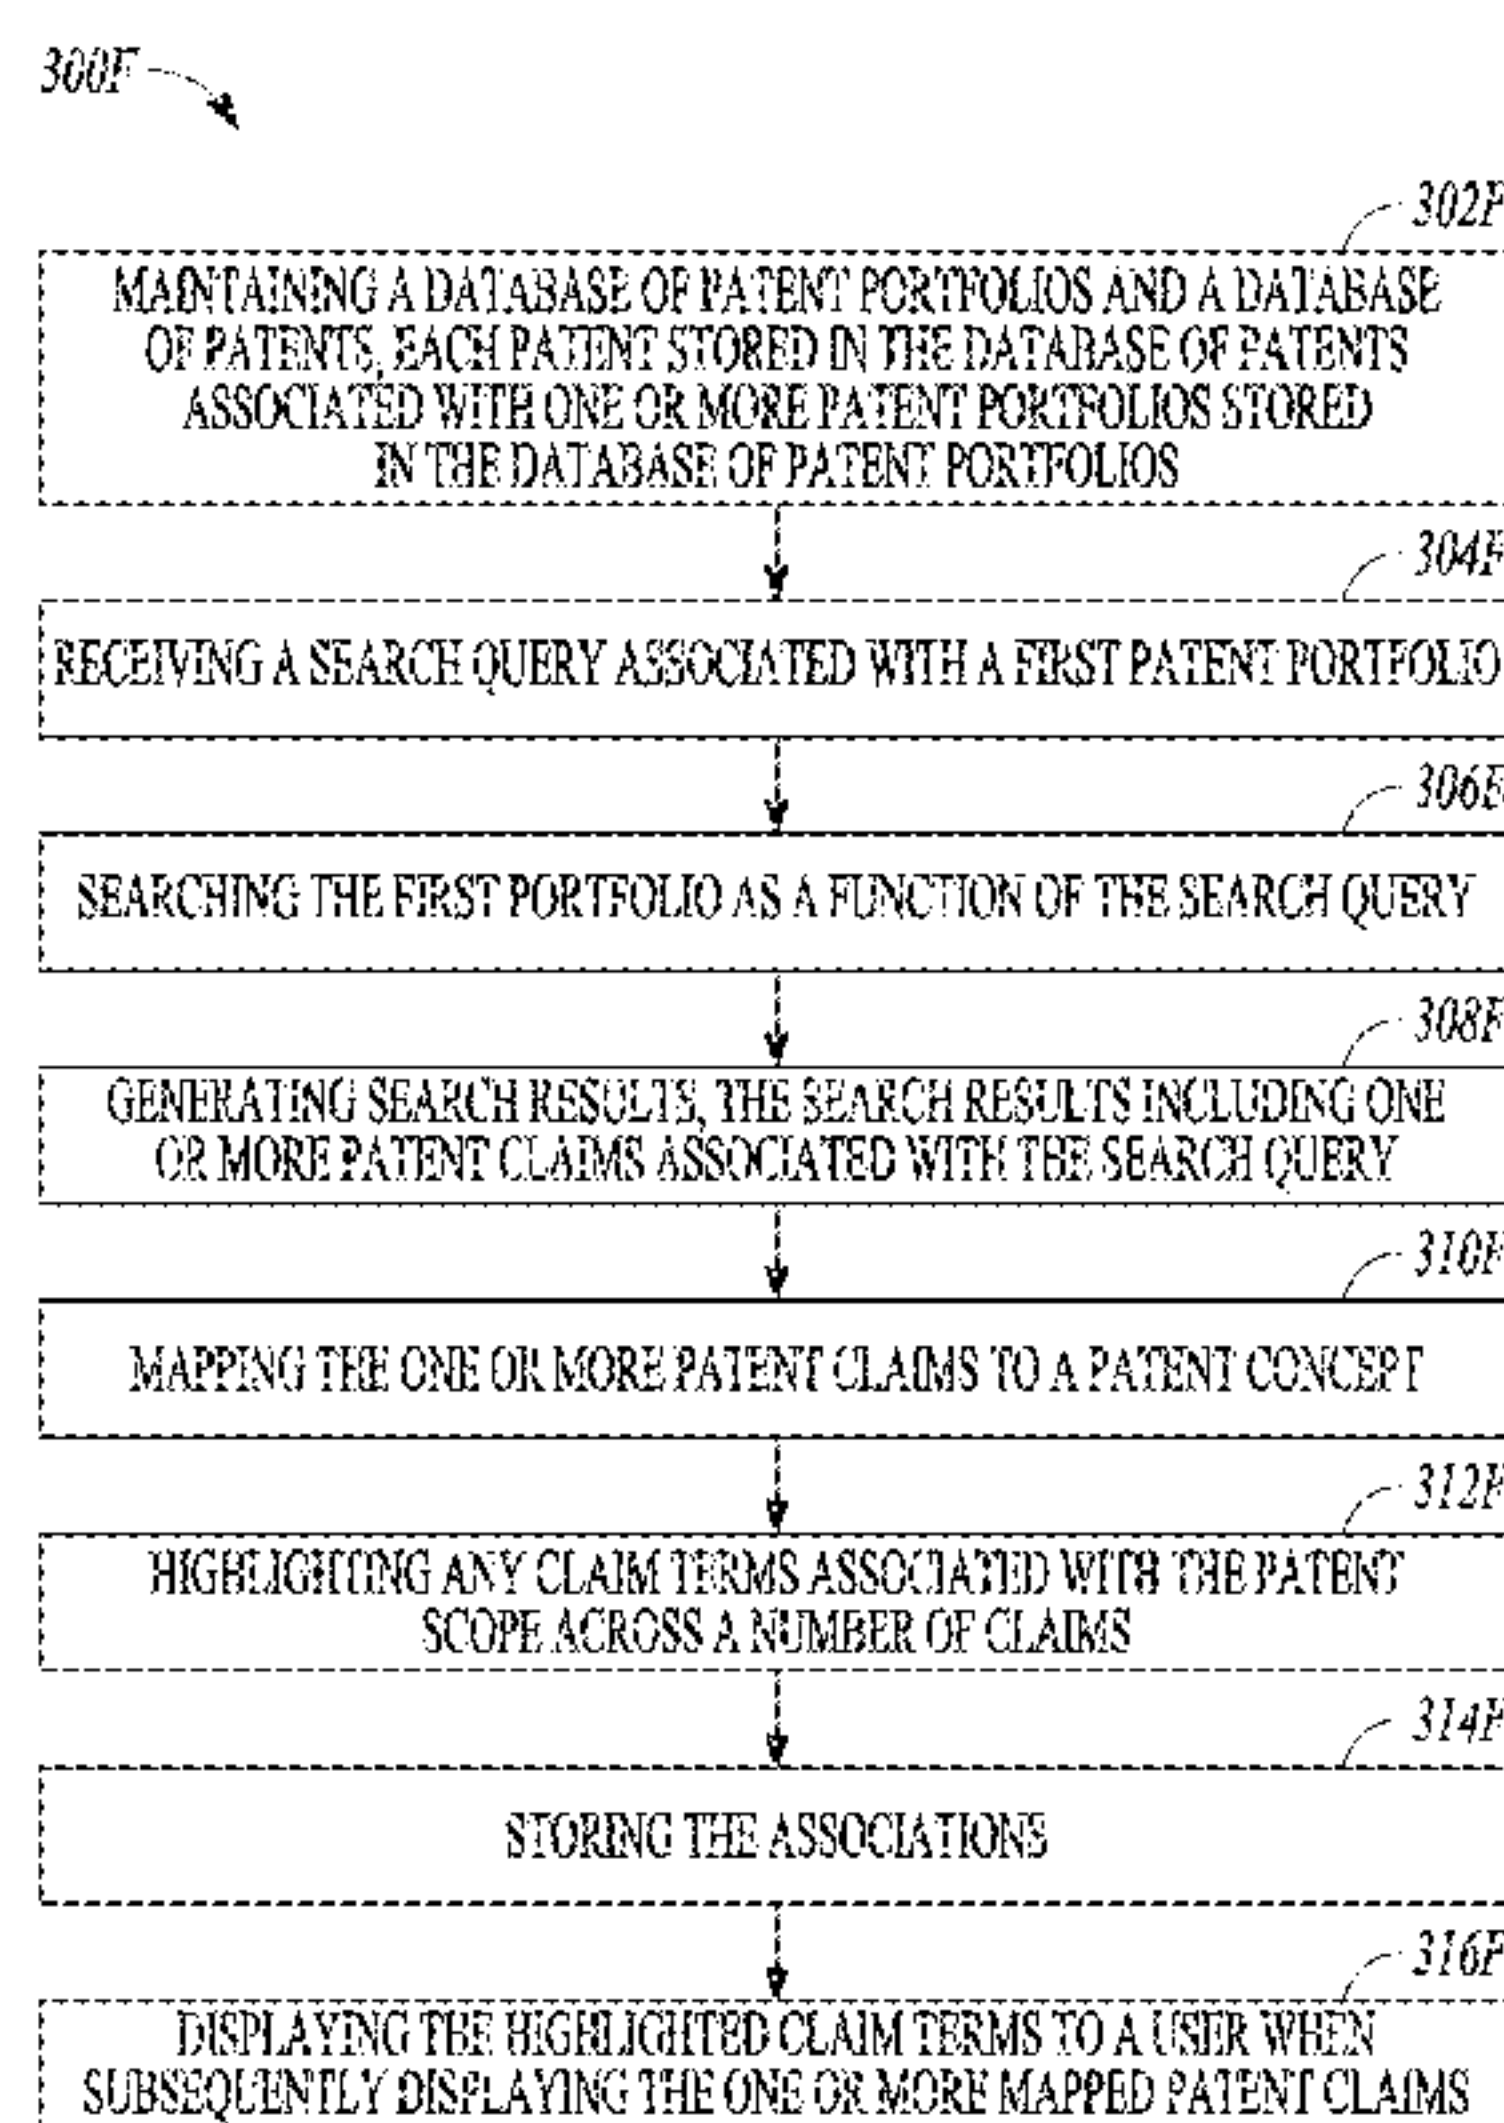 300F
302F
MAINTAINING A DATABASE OF PATENT PORTFOLIOS AND A DATABASE
OF PATENTS, EACH PATENT STORED IN THE DATABASE OF PATENTS
ASSOCIATED WITH ONE OR MORE PATENT PORTFOLIOS STORED
IN THE DATABASE OF PATENT PORTFOLIOS
304F
RECEIVING A SEARCH QUERY ASSOCIATED WITH A FIRST PATENT PORTFOLIO
306F
SEARCHING THE FIRST PORTFOLIO AS A FUNCTION OF THE SEARCH QUERY
308F
GENERATING SEARCH RESULTS, THE SEARCH RESULTS INCLUDING ONE
OR MORE PATENT CLAIMS ASSOCIATED WITH THE SEARCH QUERY
310F
MAPPING THE ONE OR MORE PATENT CLAIMS TO A PATENT CONCEPT
312F
HIGHLIGHTING ANY CLAIM TERMS ASSOCIATED WITH THE PATENT
SCOPE ACROSS A NUMBER OF CLAIMS
314F
STORING THE ASSOCIATIONS
316F
DISPLAYING THE HIGHLIGHTED CLAIM TERMS TO A USER WHEN
SUBSEQUENTLY DISPLAYING THE ONE OR MORE MAPPED PATENT CLAIMS